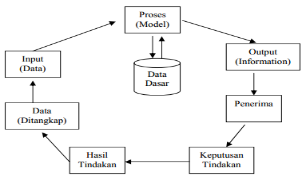 Proses
(Model)
Input
(Data)
Output
(Information)
Data
Dasar
Data
(Ditangkap)
Penerima
Hasil
Tindakan
Keputusan
Tindakan